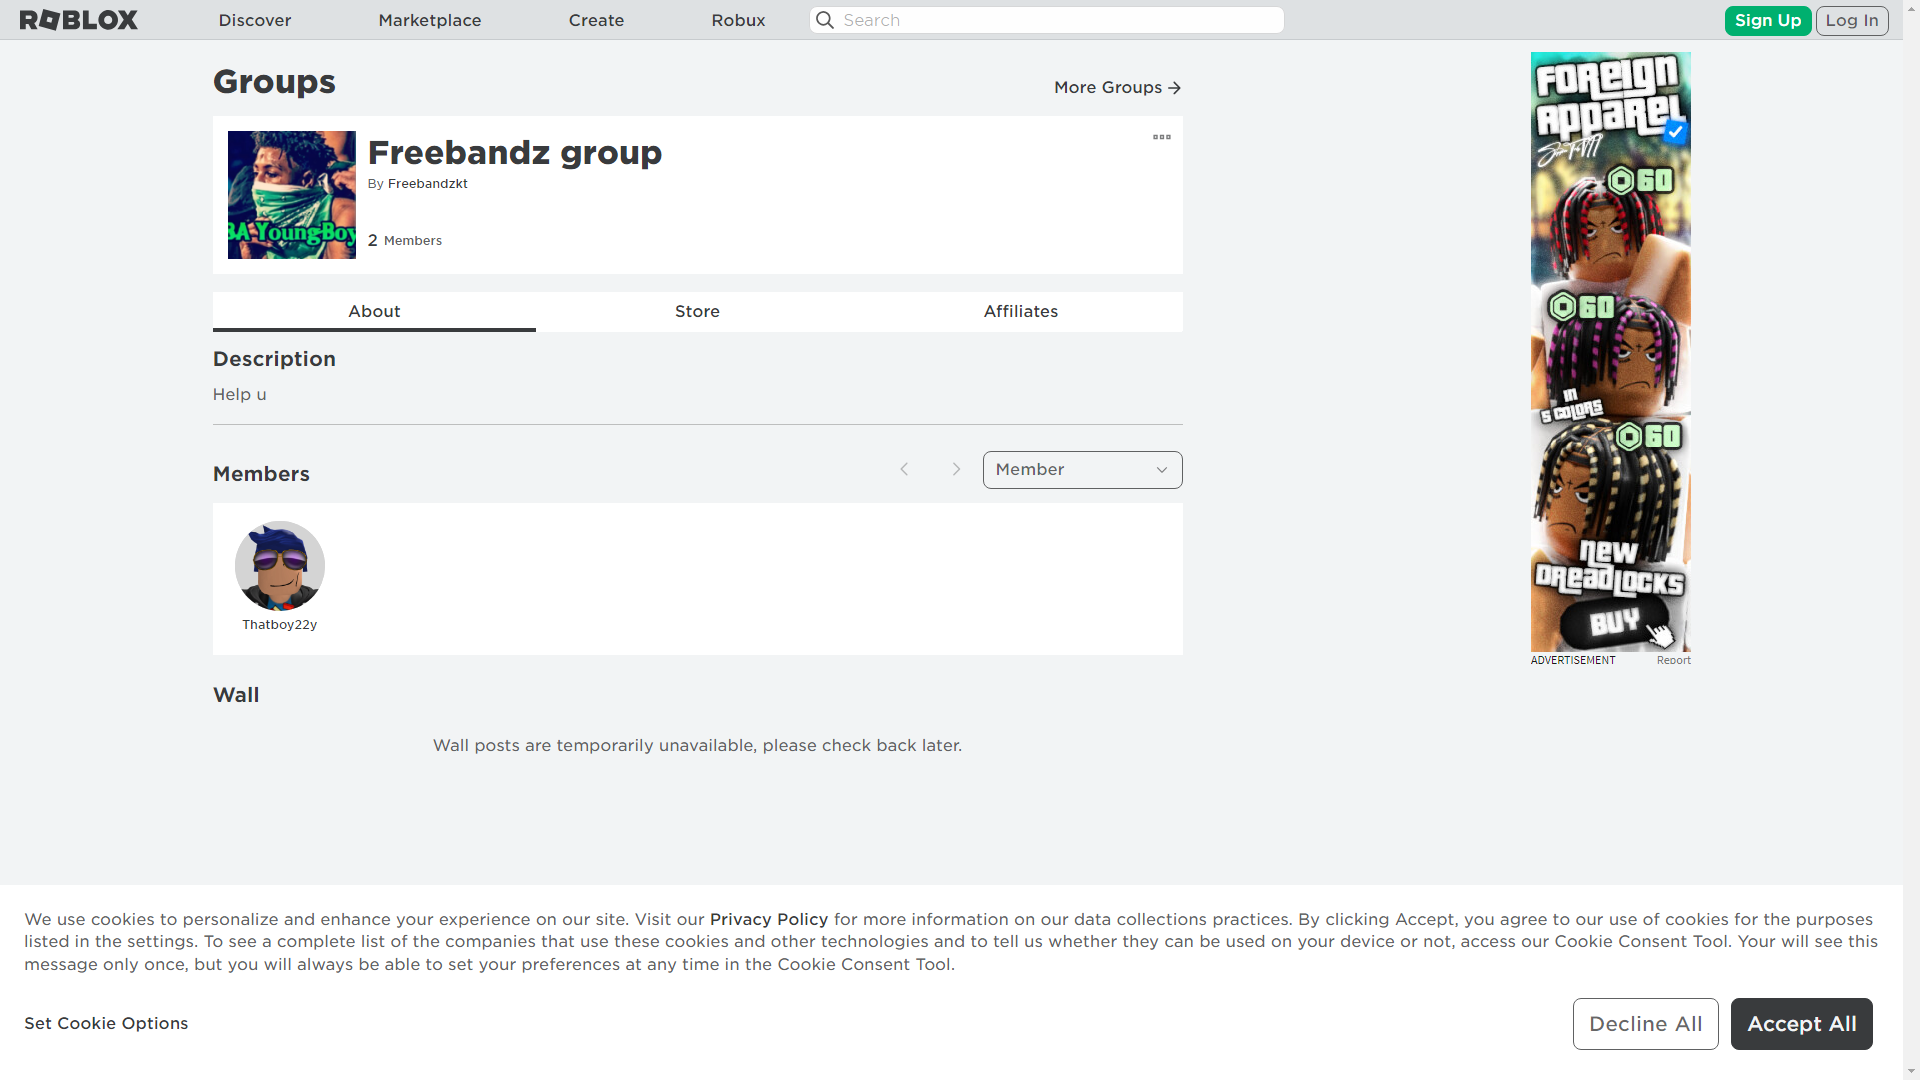 ROBLOX
Discover
Marketplace
Create
Robux
Search
Sign Up
Log In
Groups
More Groups
Freebandz group
By Freebandzkt
2 Members
BA YoungBoy
About
Store
Affiliates
Description
Help u
Members
Member
Thatboy22y
Wall
Wall posts are temporarily unavailable, please check back later.
FOREIGN
APPAREL
60
60
IN
5 COLORS
60
NEW
DREADLOCKS
BUY
ADVERTISEMENT
Report
We use cookies to personalize and enhance your experience on our site. Visit our Privacy Policy for more information on our data collections practices. By clicking Accept, you agree to our use of cookies for the purposes
listed in the settings. To see a complete list of the companies that use these cookies and other technologies and to tell us whether they can be used on your device or not, access our Cookie Consent Tool. Your will see this
message only once, but you will always be able to set your preferences at any time in the Cookie Consent Tool.
Set Cookie Options
Decline All
Accept All